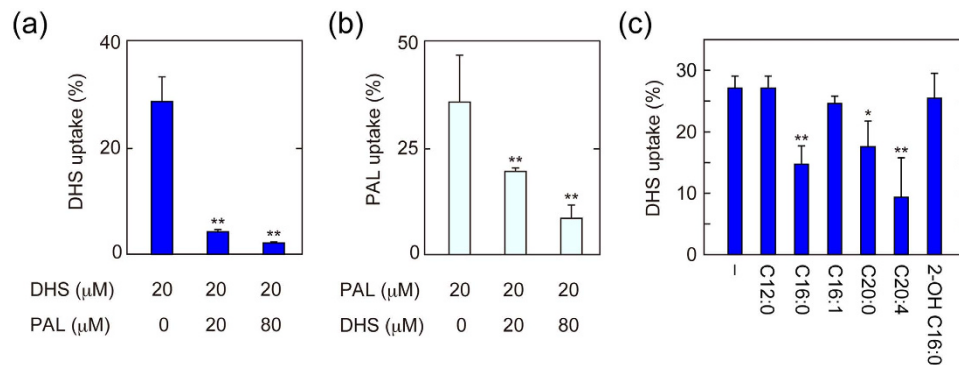 (a)
40
20
0
DHS uptake (%)
**
**
DHS (μM) 20 20 20
PAL (μM) 0 20 80
(b)
50
25
0
PAL uptake (%)
**
**
PAL (μM) 20 20 20
DHS (μM) 0 20 80
(c)
30
20
10
0
DHS uptake (%)
**
*
**
–
C12:0
C16:0
C16:1
C20:0
C20:4
2-OH C16:0